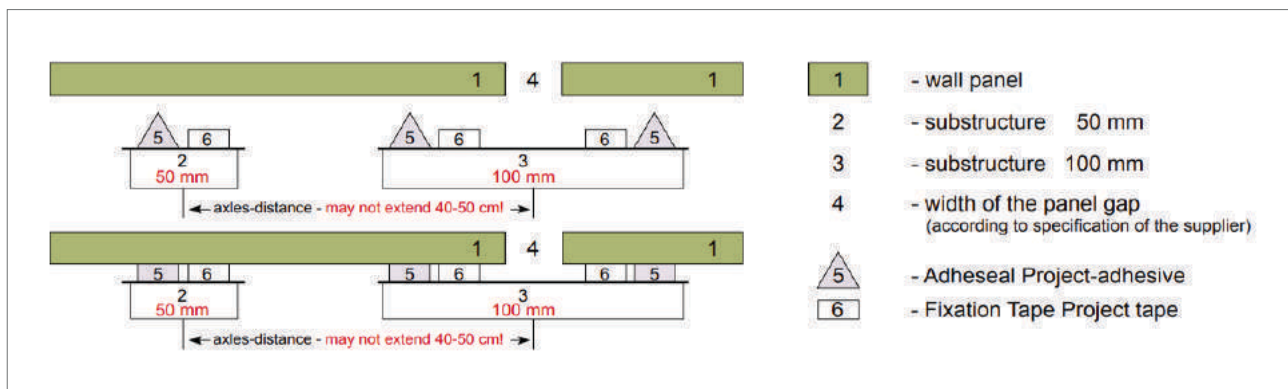 1 4 1
5 6 5 6 6 5
2 3
50 mm 100 mm
axles-distance - may not extend 40-50 cm!
1 4 1
5 6 5 6 6 5
2 3
50 mm 100 mm
axles-distance - may not extend 40-50 cm!
1 - wall panel
2 - substructure 50 mm
3 - substructure 100 mm
4 - width of the panel gap
(according to specification of the supplier)
5 - Adheseal Project-adhesive
6 - Fixation Tape Project tape